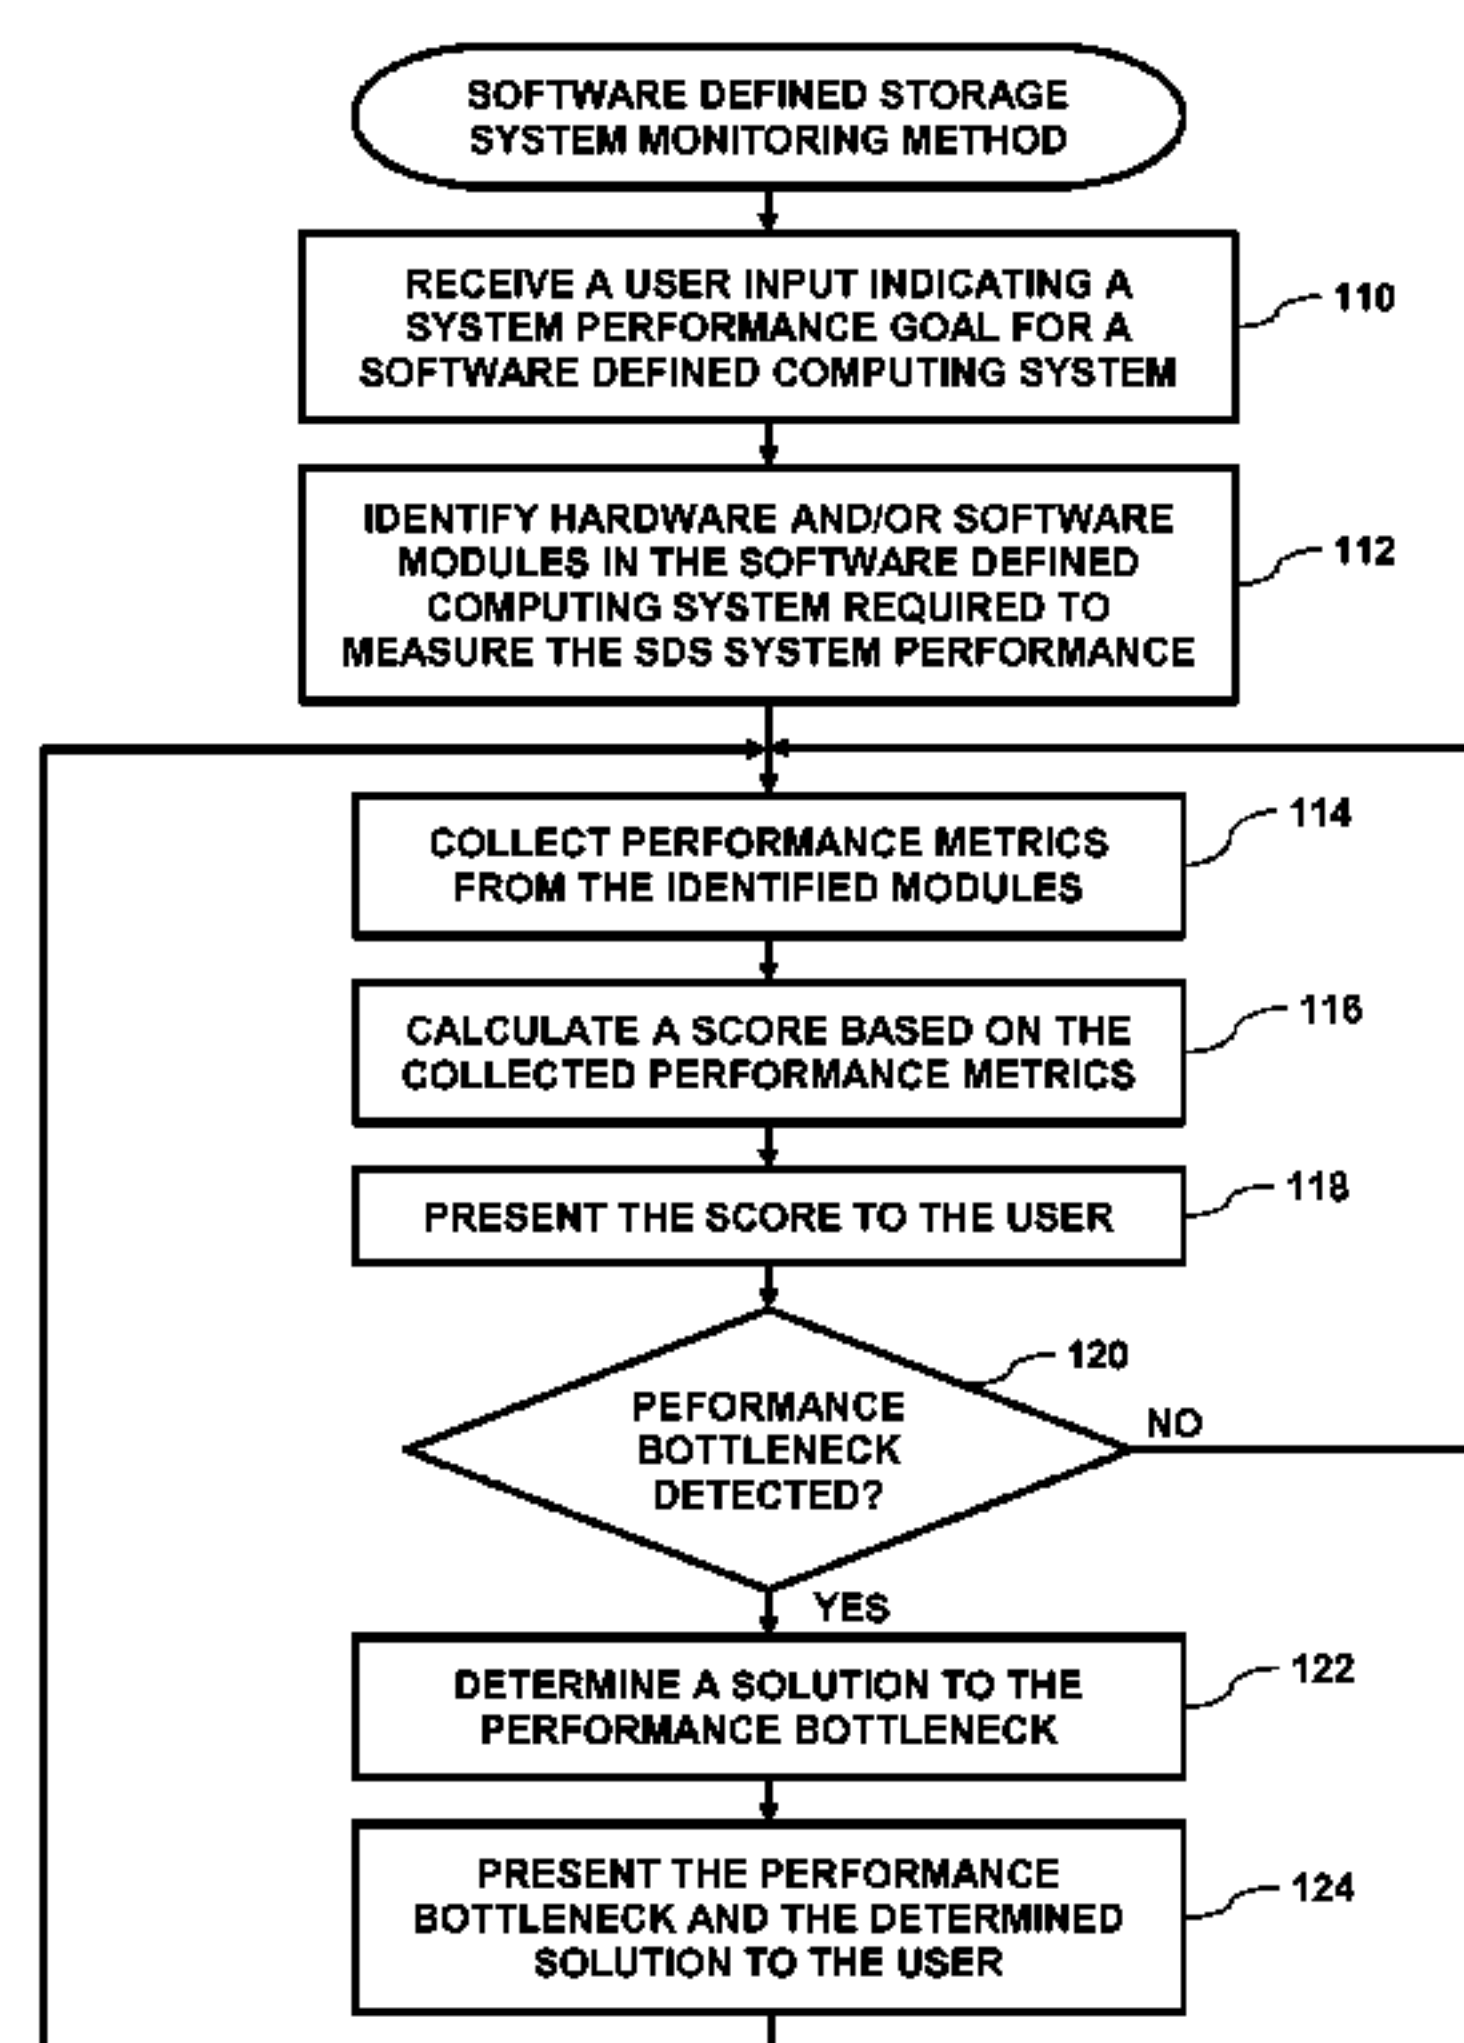 SOFTWARE DEFINED STORAGE
SYSTEM MONITORING METHOD
RECEIVE A USER INPUT INDICATING A
SYSTEM PERFORMANCE GOAL FOR A
SOFTWARE DEFINED COMPUTING SYSTEM
110
IDENTIFY HARDWARE AND/OR SOFTWARE
MODULES IN THE SOFTWARE DEFINED
COMPUTING SYSTEM REQUIRED TO
MEASURE THE SDS SYSTEM PERFORMANCE
112
COLLECT PERFORMANCE METRICS
FROM THE IDENTIFIED MODULES
114
CALCULATE A SCORE BASED ON THE
COLLECTED PERFORMANCE METRICS
116
PRESENT THE SCORE TO THE USER
118
PEFORMANCE
BOTTLENECK
DETECTED?
120
NO
YES
DETERMINE A SOLUTION TO THE
PERFORMANCE BOTTLENECK
122
PRESENT THE PERFORMANCE
BOTTLENECK AND THE DETERMINED
SOLUTION TO THE USER
124